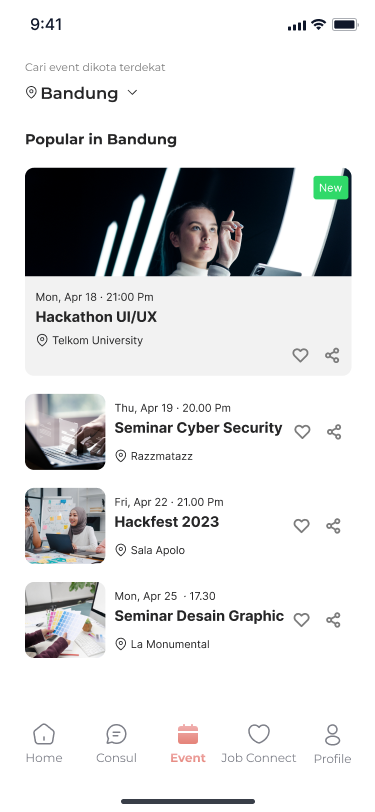 9:41
Cari event dikota terdekat
Bandung
Popular in Bandung
New
Mon, Apr 18 · 21:00 Pm
Hackathon UI/UX
Telkom University
Thu, Apr 19 · 20.00 Pm
Seminar Cyber Security
Razzmatazz
Fri, Apr 22 · 21.00 Pm
Hackfest 2023
Sala Apolo
Mon, Apr 25 · 17.30
Seminar Desain Graphic
La Monumental
Home
Consul
Event
Job Connect
Profile